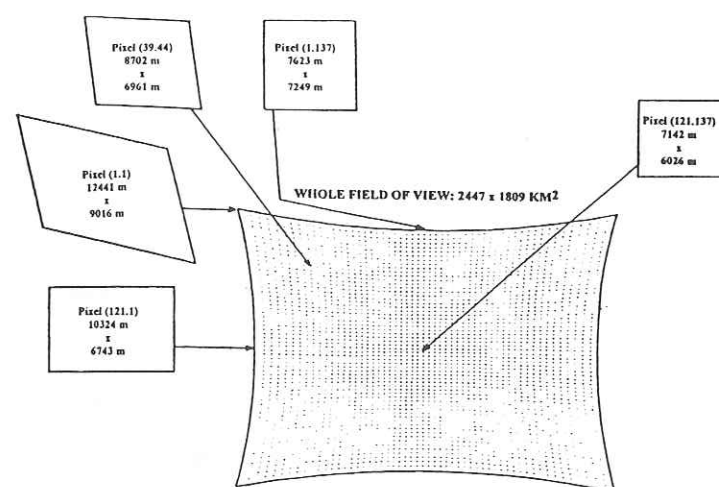 Pixel (39.44)
8702 m
x
6961 m
Pixel (1.137)
7623 m
x
7249 m
Pixel (121.137)
7142 m
x
6026 m
Pixel (1.1)
12441 m
x
9016 m
WHOLE FIELD OF VIEW: 2447 x 1809 KM2
Pixel (121.1)
10324 m
x
6743 m